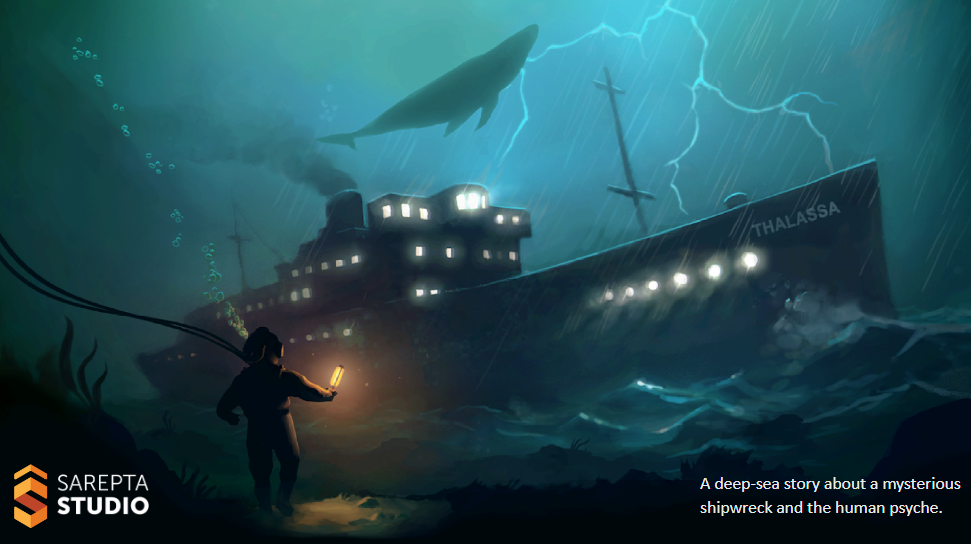 THALASSA
SAREPTA
STUDIO
A deep-sea story about a mysterious
shipwreck and the human psyche.